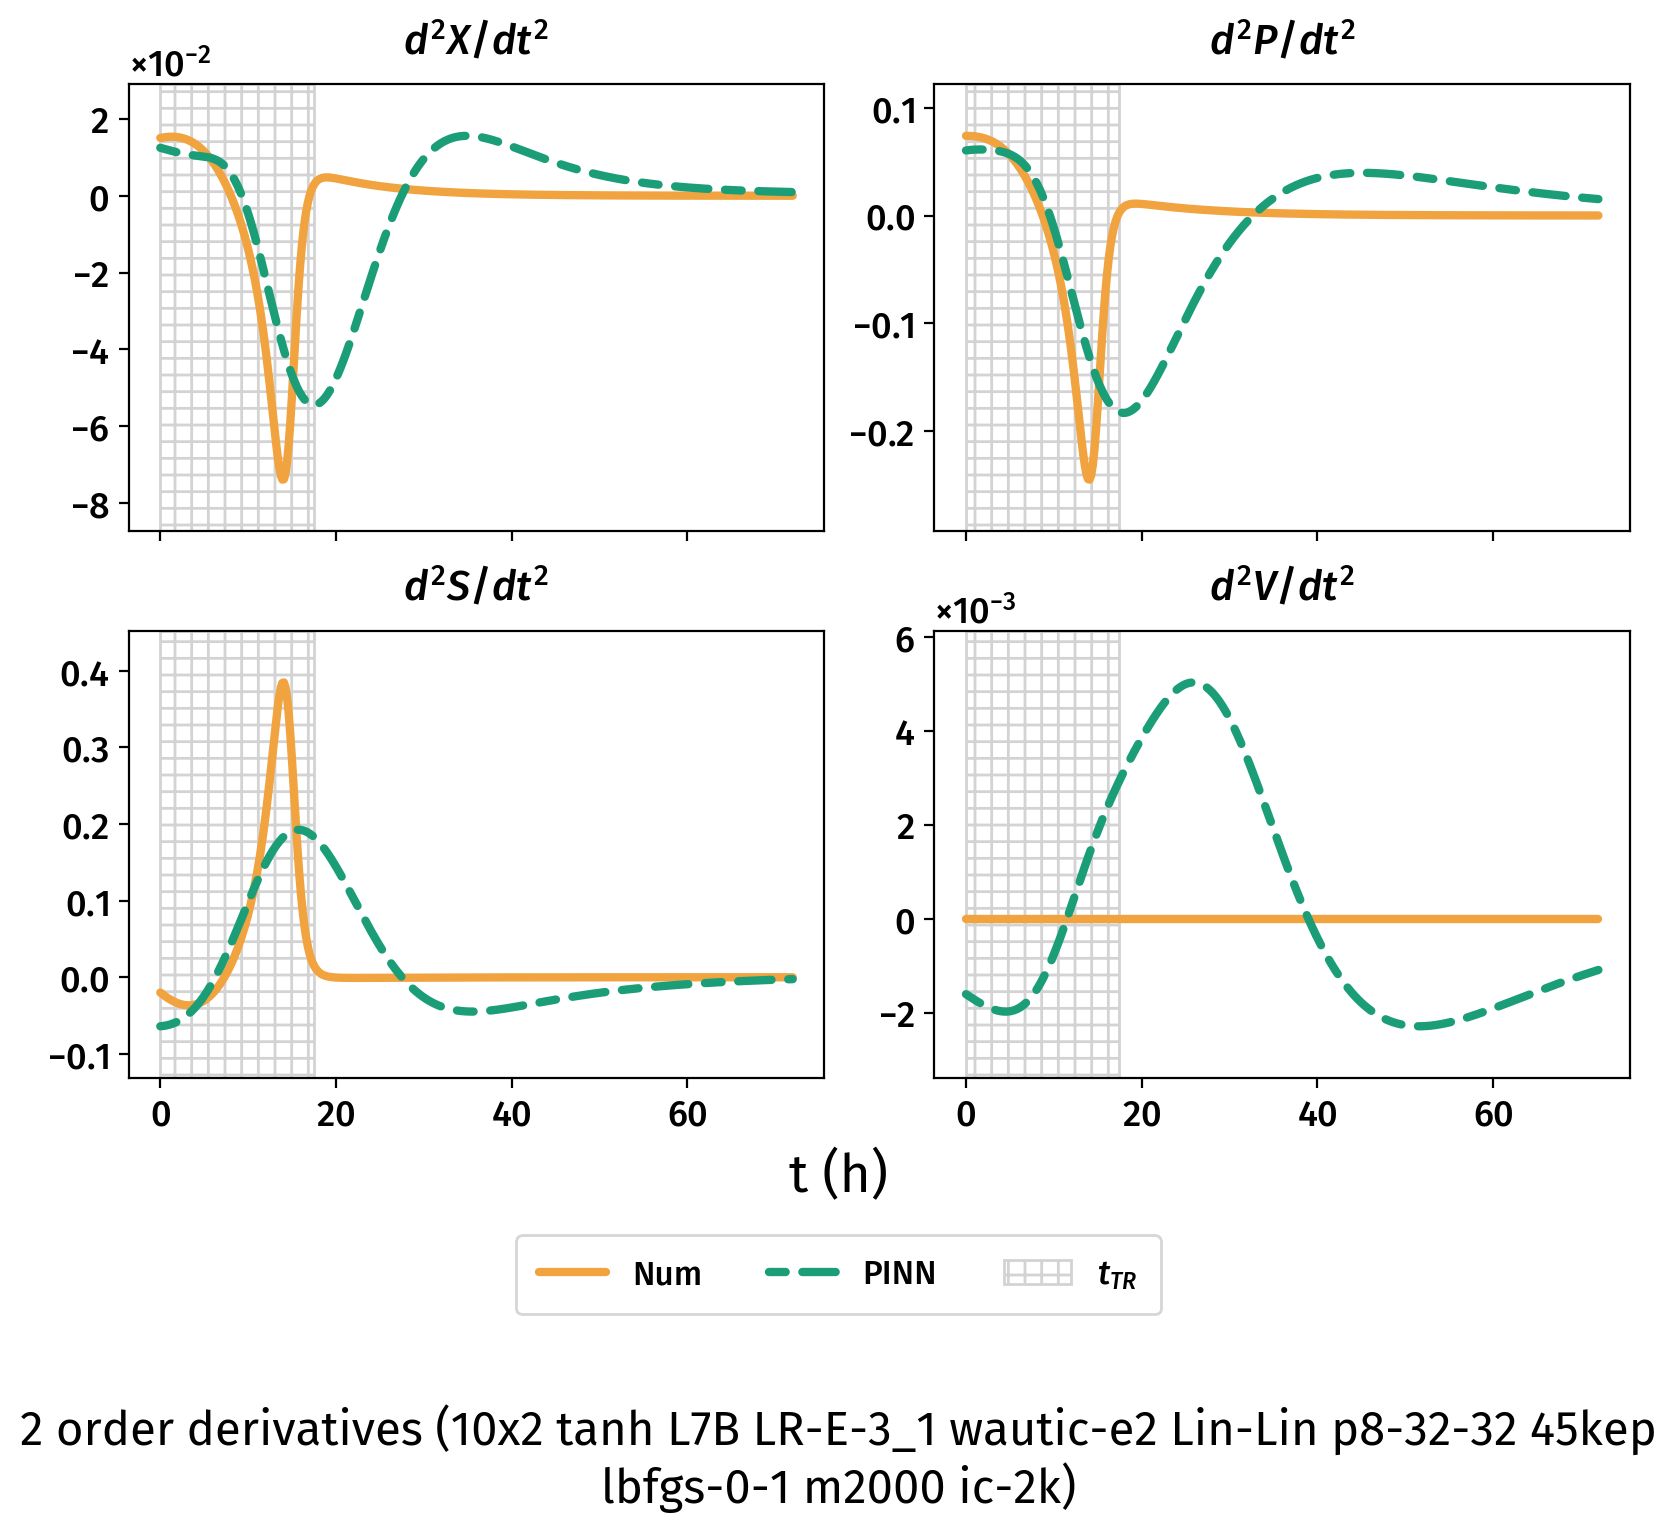 d²X/dt²
×10⁻²
2
0
−2
−4
−6
−8
d²P/dt²
0.1
0.0
−0.1
−0.2
d²S/dt²
0.4
0.3
0.2
0.1
0.0
−0.1
0 20 40 60
d²V/dt²
×10⁻³
6
4
2
0
−2
0 20 40 60
t (h)
Num PINN t_TR
2 order derivatives (10x2 tanh L7B LR-E-3_1 wautic-e2 Lin-Lin p8-32-32 45kep
lbfgs-0-1 m2000 ic-2k)